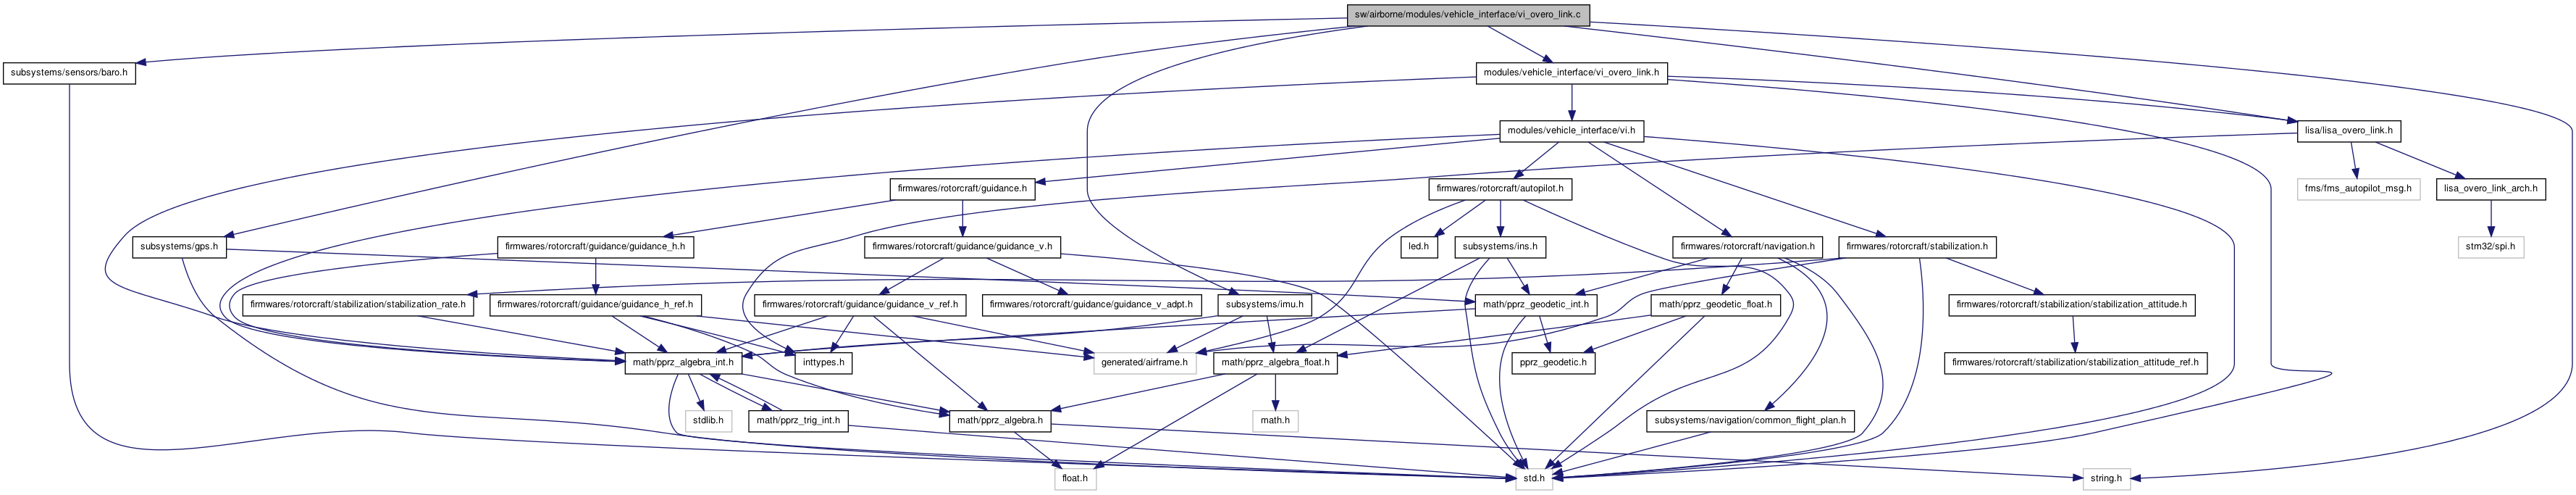 sw/airborne/modules/vehicle_interface/vi_overo_link.c
subsystems/sensors/baro.h
modules/vehicle_interface/vi_overo_link.h
modules/vehicle_interface/vi.h
lisa/lisa_overo_link.h
firmwares/rotorcraft/guidance.h
firmwares/rotorcraft/autopilot.h
fms/fms_autopilot_msg.h
lisa_overo_link_arch.h
subsystems/gps.h
firmwares/rotorcraft/guidance/guidance_h.h
firmwares/rotorcraft/guidance/guidance_v.h
led.h
subsystems/ins.h
firmwares/rotorcraft/navigation.h
firmwares/rotorcraft/stabilization.h
stm32/spi.h
firmwares/rotorcraft/stabilization/stabilization_rate.h
firmwares/rotorcraft/guidance/guidance_h_ref.h
firmwares/rotorcraft/guidance/guidance_v_ref.h
firmwares/rotorcraft/guidance/guidance_v_adpt.h
subsystems/imu.h
math/pprz_geodetic_int.h
math/pprz_geodetic_float.h
firmwares/rotorcraft/stabilization/stabilization_attitude.h
math/pprz_algebra_int.h
inttypes.h
generated/airframe.h
math/pprz_algebra_float.h
pprz_geodetic.h
firmwares/rotorcraft/stabilization/stabilization_attitude_ref.h
stdlib.h
math/pprz_trig_int.h
math/pprz_algebra.h
math.h
subsystems/navigation/common_flight_plan.h
float.h
std.h
string.h